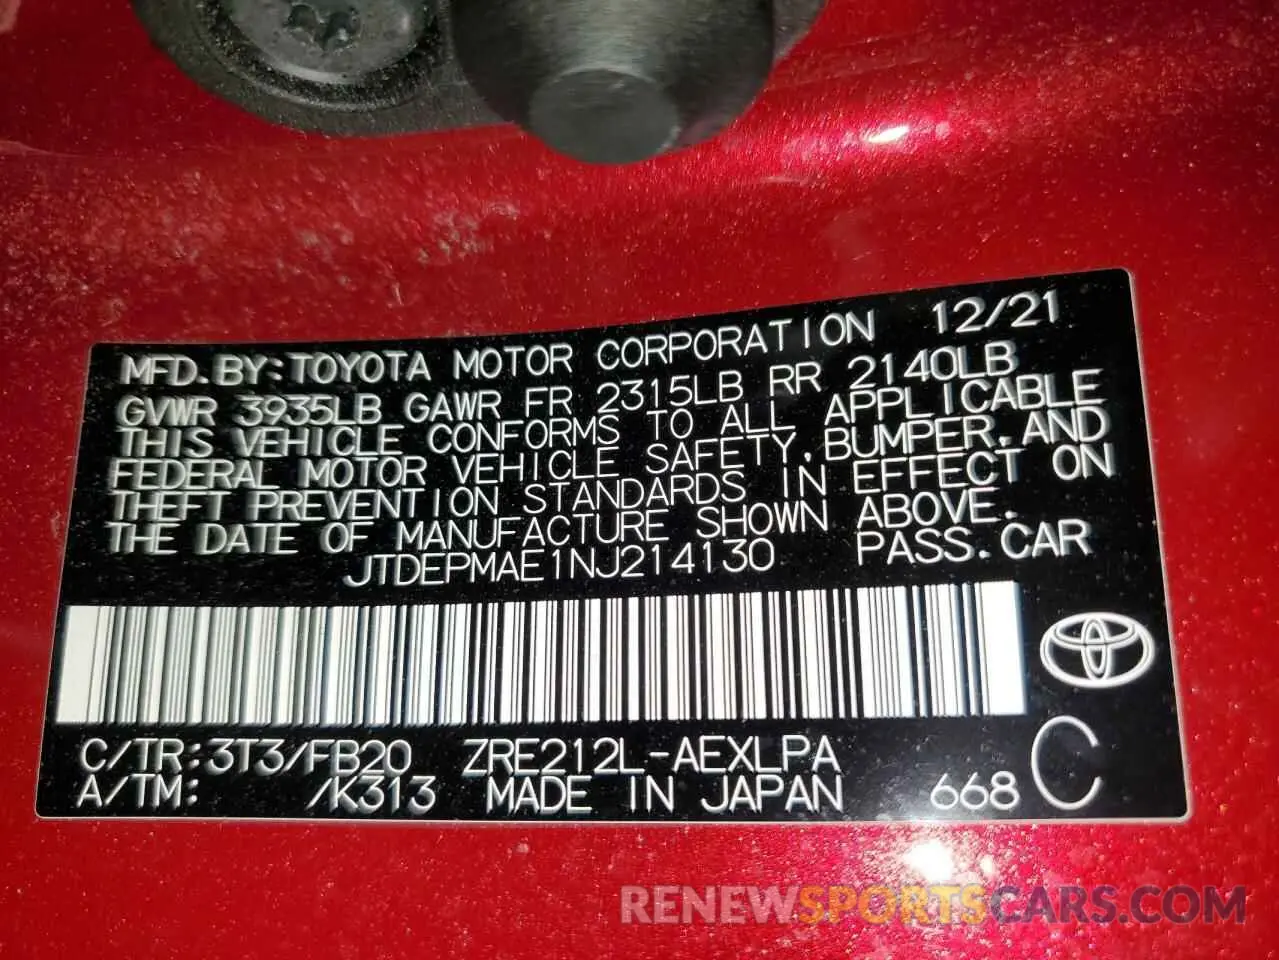 MFD.BY:TOYOTA MOTOR CORPORATION 12/21
GVWR 3935LB GAWR FR 2315LB RR 2140LB
THIS VEHICLE CONFORMS TO ALL APPLICABLE
FEDERAL MOTOR VEHICLE SAFETY,BUMPER,AND
THEFT PREVENTION STANDARDS IN EFFECT ON
THE DATE OF MANUFACTURE SHOWN ABOVE.
JTDEPMAE1NJ214130 PASS.CAR
C/TR:3T3/FB20 ZRE212L-AEXLPA
A/TM: /K313 MADE IN JAPAN 668 C
RENEWSPORTSCARS.COM